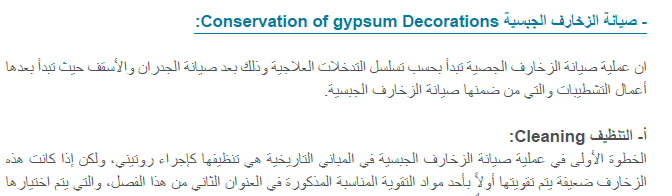 - صيانة الزخارف الجبسية Conservation of gypsum Decorations:
ان عملية صيانة الزخارف الجصية تبدأ بحسب تسلسل التدخلات العلاجية وذلك بعد صيانة الجدران والأسقف حيث تبدأ بعدها
أعمال التشطيبات والتي من ضمنها صيانة الزخارف الجبسية.
أ- التنظيف Cleaning:
الخطوة الأولى في عملية صيانة الزخارف الجبسية في المباني التاريخية هي تنظيفها كإجراء روتيني، ولكن إذا كانت هذه
الزخارف ضعيفة يتم تقويتها أولاً بأحد مواد التقوية المناسبة المذكورة في العنوان الثاني من هذا الفصل، والتي يتم اختيارها